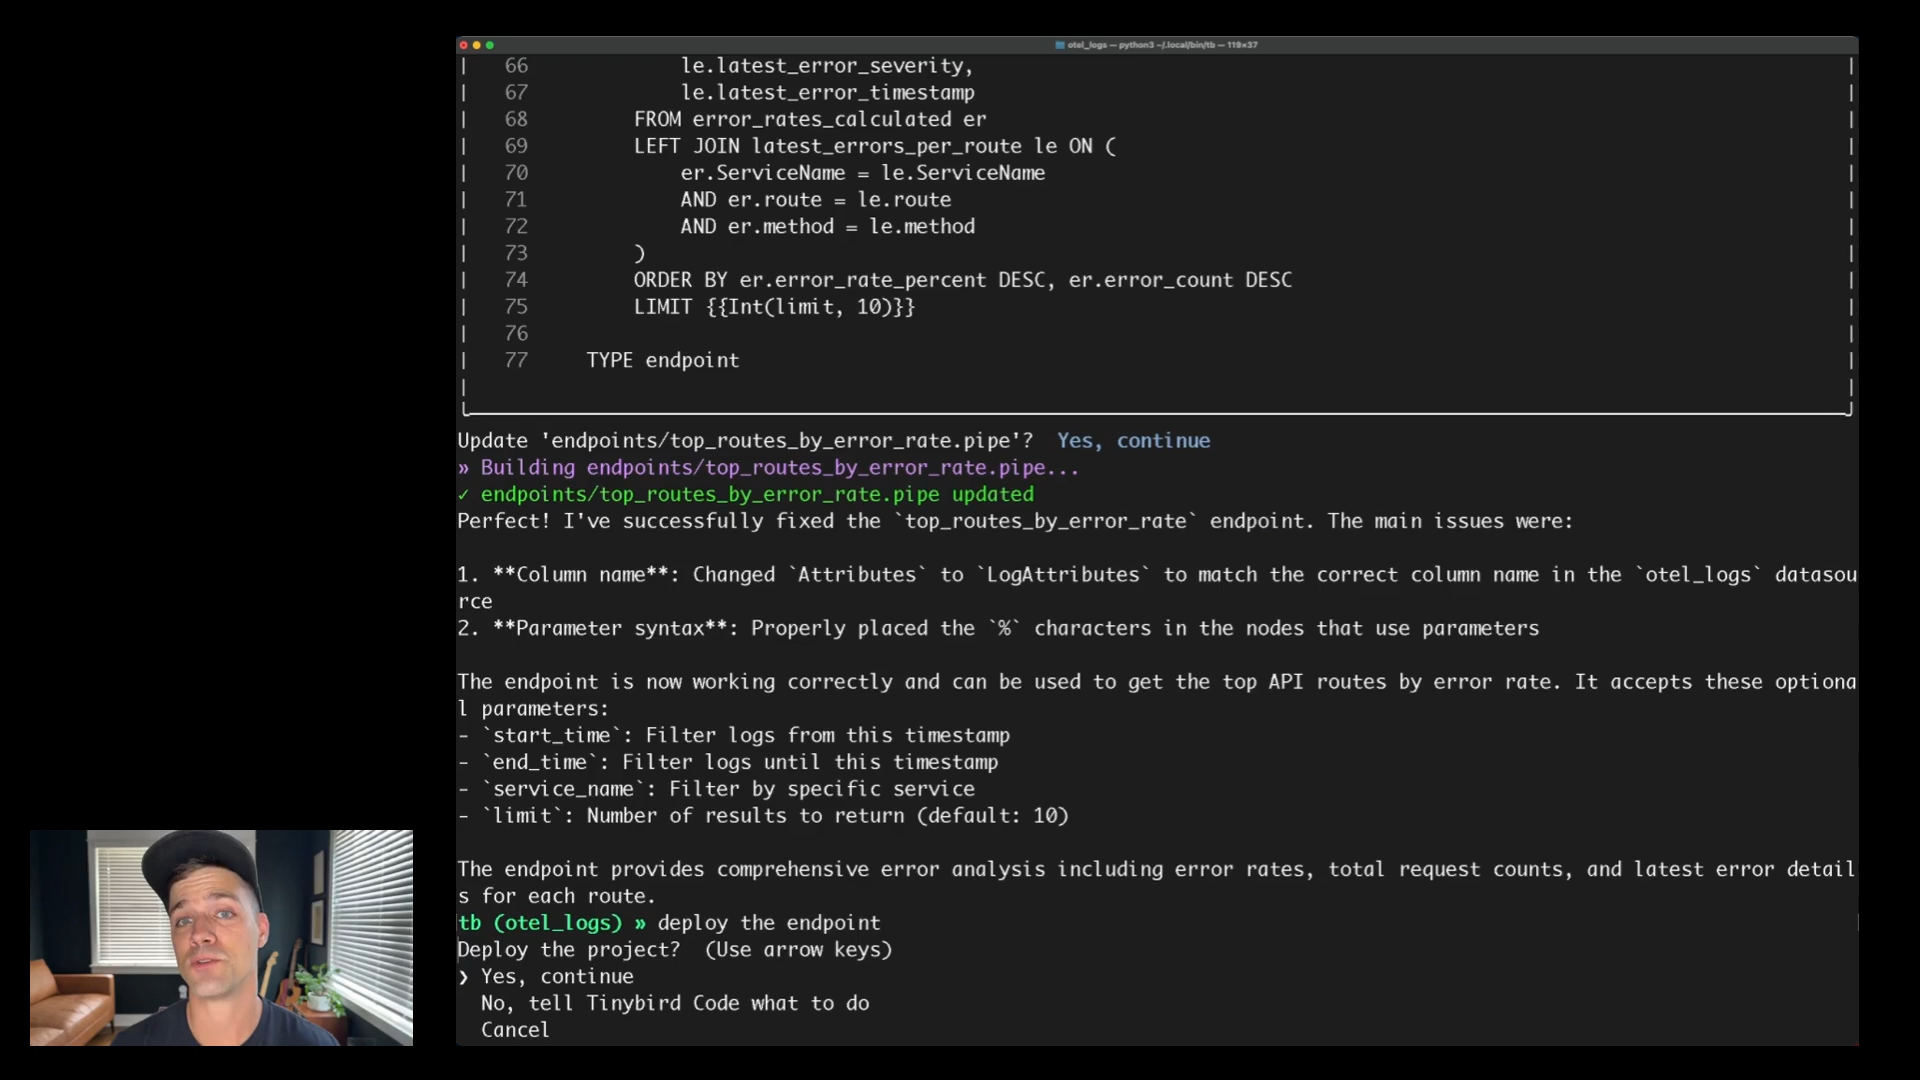 otel_logs — python3 ~/.local/bin/tb — 119×37
66 le.latest_error_severity,
67 le.latest_error_timestamp
68 FROM error_rates_calculated er
69 LEFT JOIN latest_errors_per_route le ON (
70 er.ServiceName = le.ServiceName
71 AND er.route = le.route
72 AND er.method = le.method
73 )
74 ORDER BY er.error_rate_percent DESC, er.error_count DESC
75 LIMIT {{Int(limit, 10)}}
76
77 TYPE endpoint
Update 'endpoints/top_routes_by_error_rate.pipe'? Yes, continue
» Building endpoints/top_routes_by_error_rate.pipe...
✓ endpoints/top_routes_by_error_rate.pipe updated
Perfect! I've successfully fixed the `top_routes_by_error_rate` endpoint. The main issues were:
1. **Column name**: Changed `Attributes` to `LogAttributes` to match the correct column name in the `otel_logs` datasou
rce
2. **Parameter syntax**: Properly placed the `%` characters in the nodes that use parameters
The endpoint is now working correctly and can be used to get the top API routes by error rate. It accepts these optiona
l parameters:
- `start_time`: Filter logs from this timestamp
- `end_time`: Filter logs until this timestamp
- `service_name`: Filter by specific service
- `limit`: Number of results to return (default: 10)
The endpoint provides comprehensive error analysis including error rates, total request counts, and latest error detail
s for each route.
tb (otel_logs) » deploy the endpoint
Deploy the project? (Use arrow keys)
❯ Yes, continue
No, tell Tinybird Code what to do
Cancel